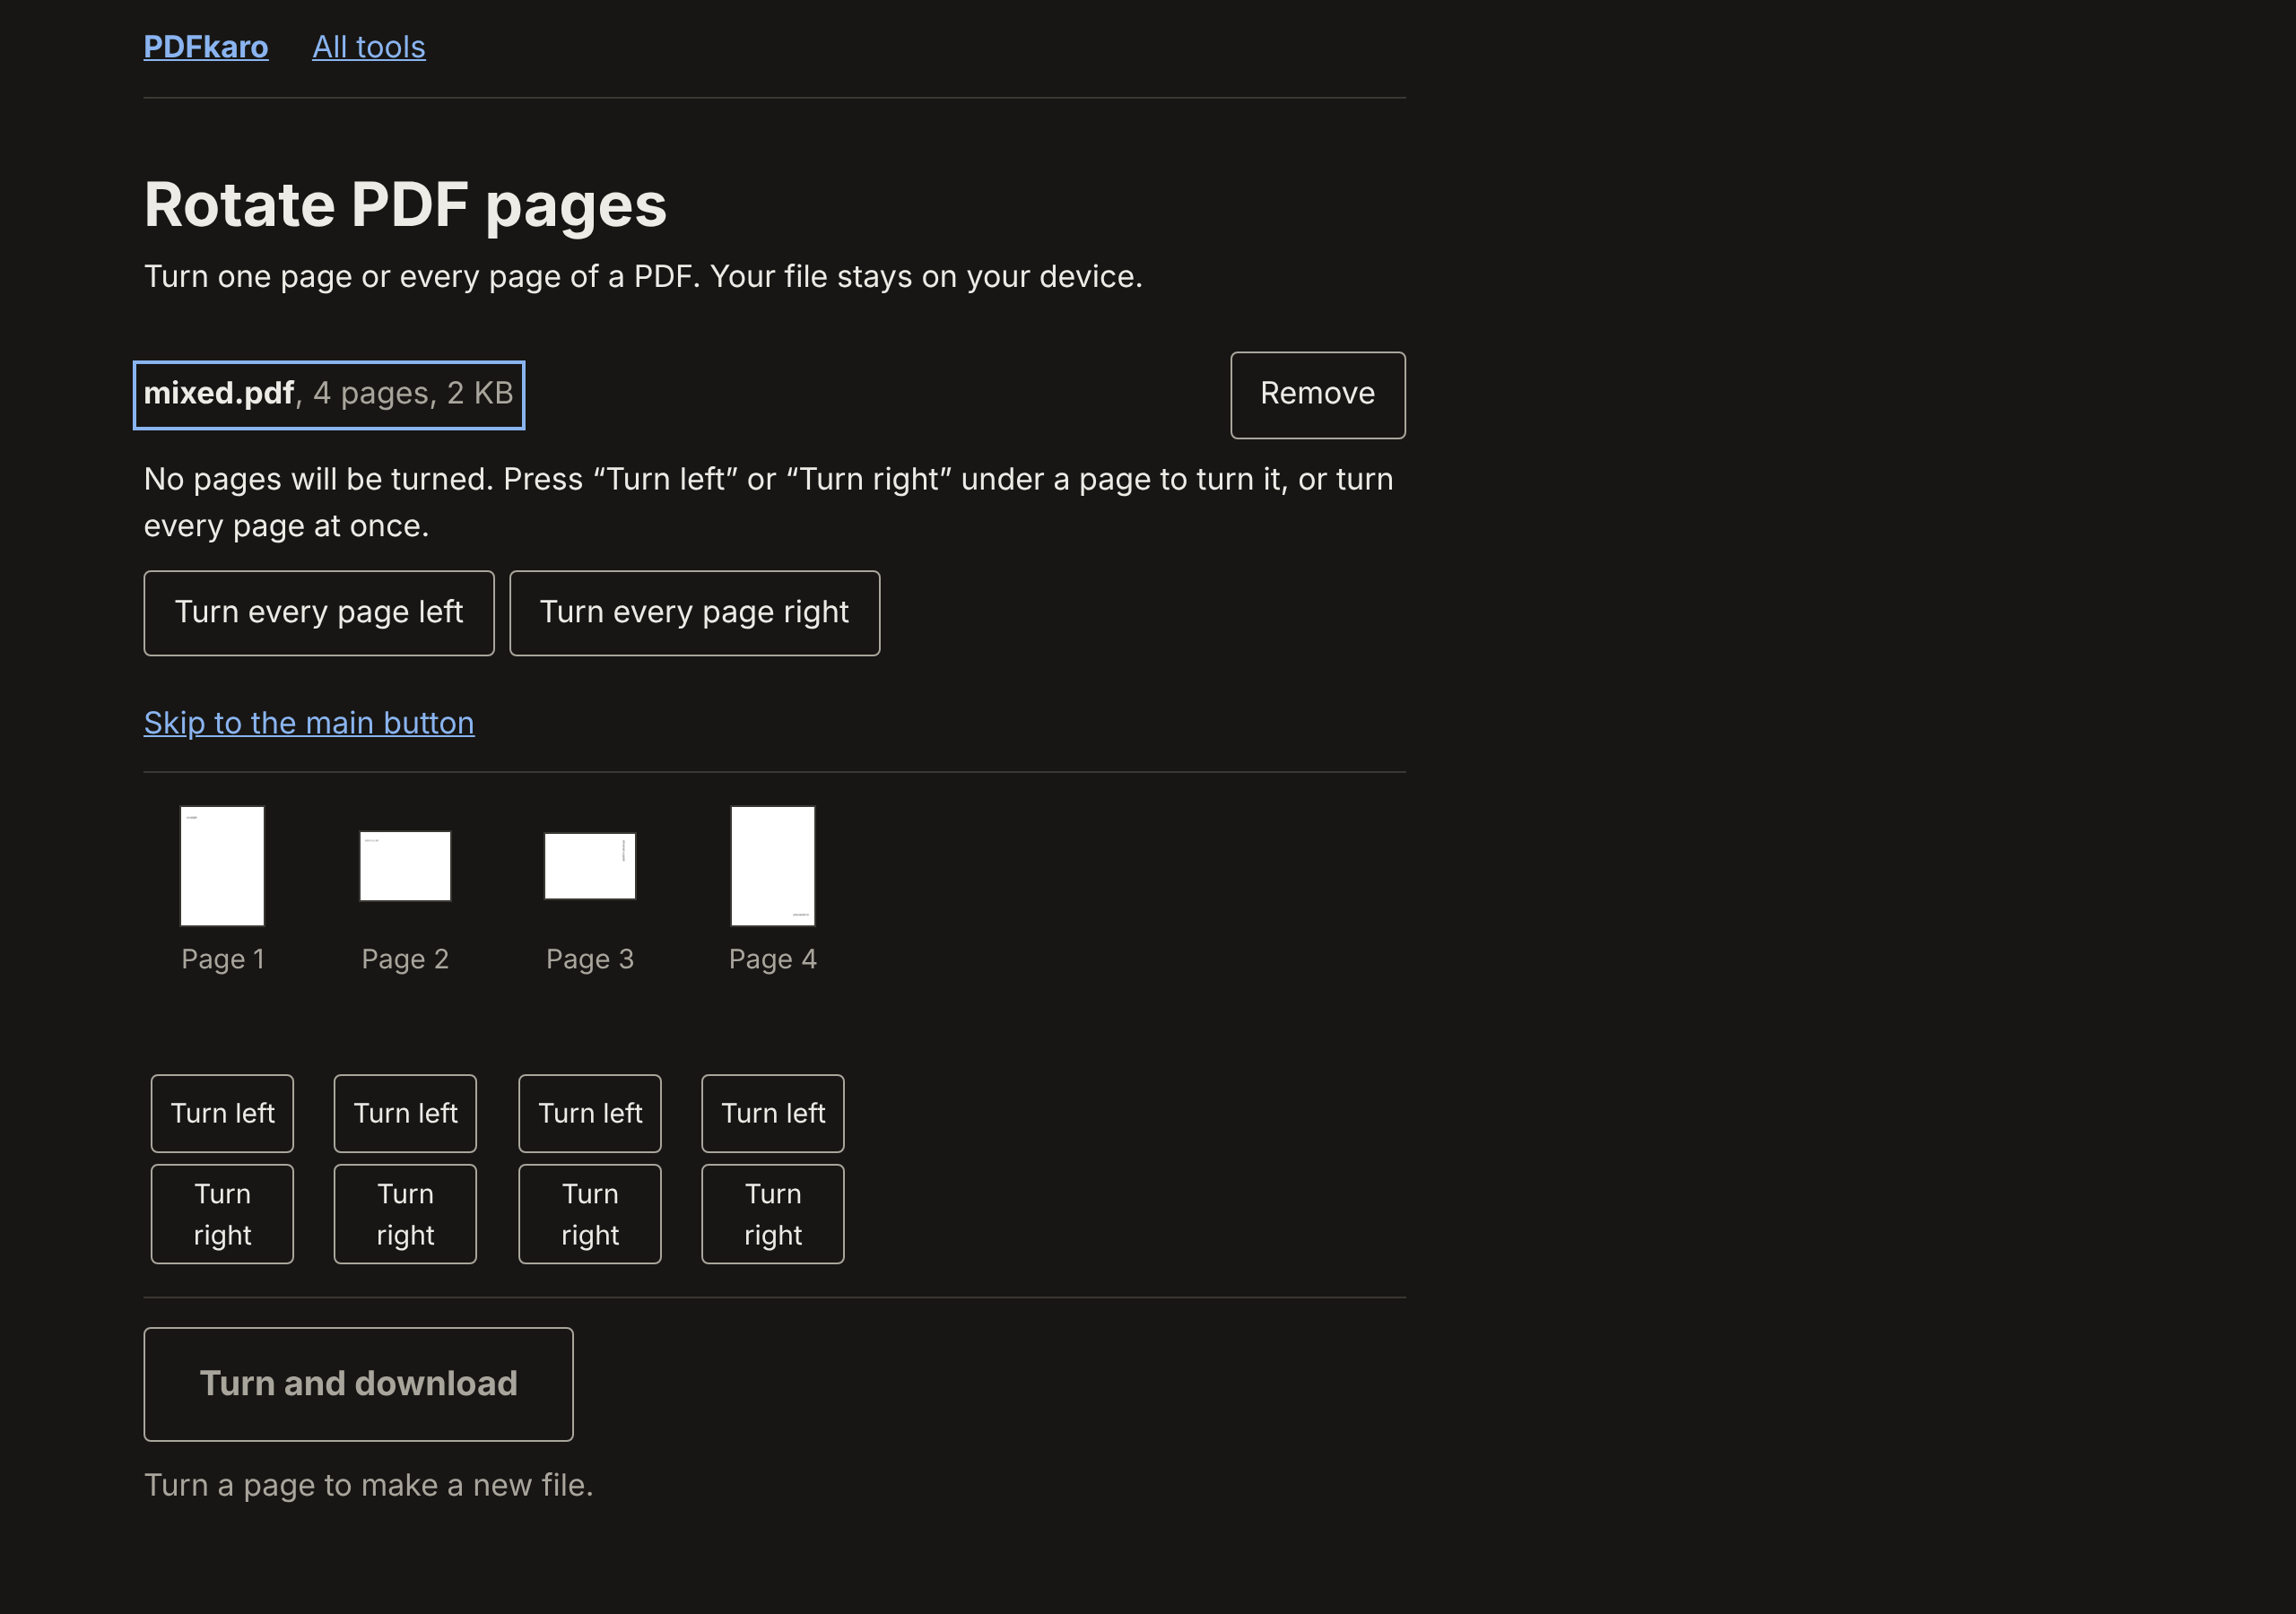 PDFkaro All tools
Rotate PDF pages
Turn one page or every page of a PDF. Your file stays on your device.
mixed.pdf, 4 pages, 2 KB
Remove
No pages will be turned. Press “Turn left” or “Turn right” under a page to turn it, or turn
every page at once.
Turn every page left
Turn every page right
Skip to the main button
Page 1
Page 2
Page 3
Page 4
Turn left
Turn left
Turn left
Turn left
Turn
right
Turn
right
Turn
right
Turn
right
Turn and download
Turn a page to make a new file.